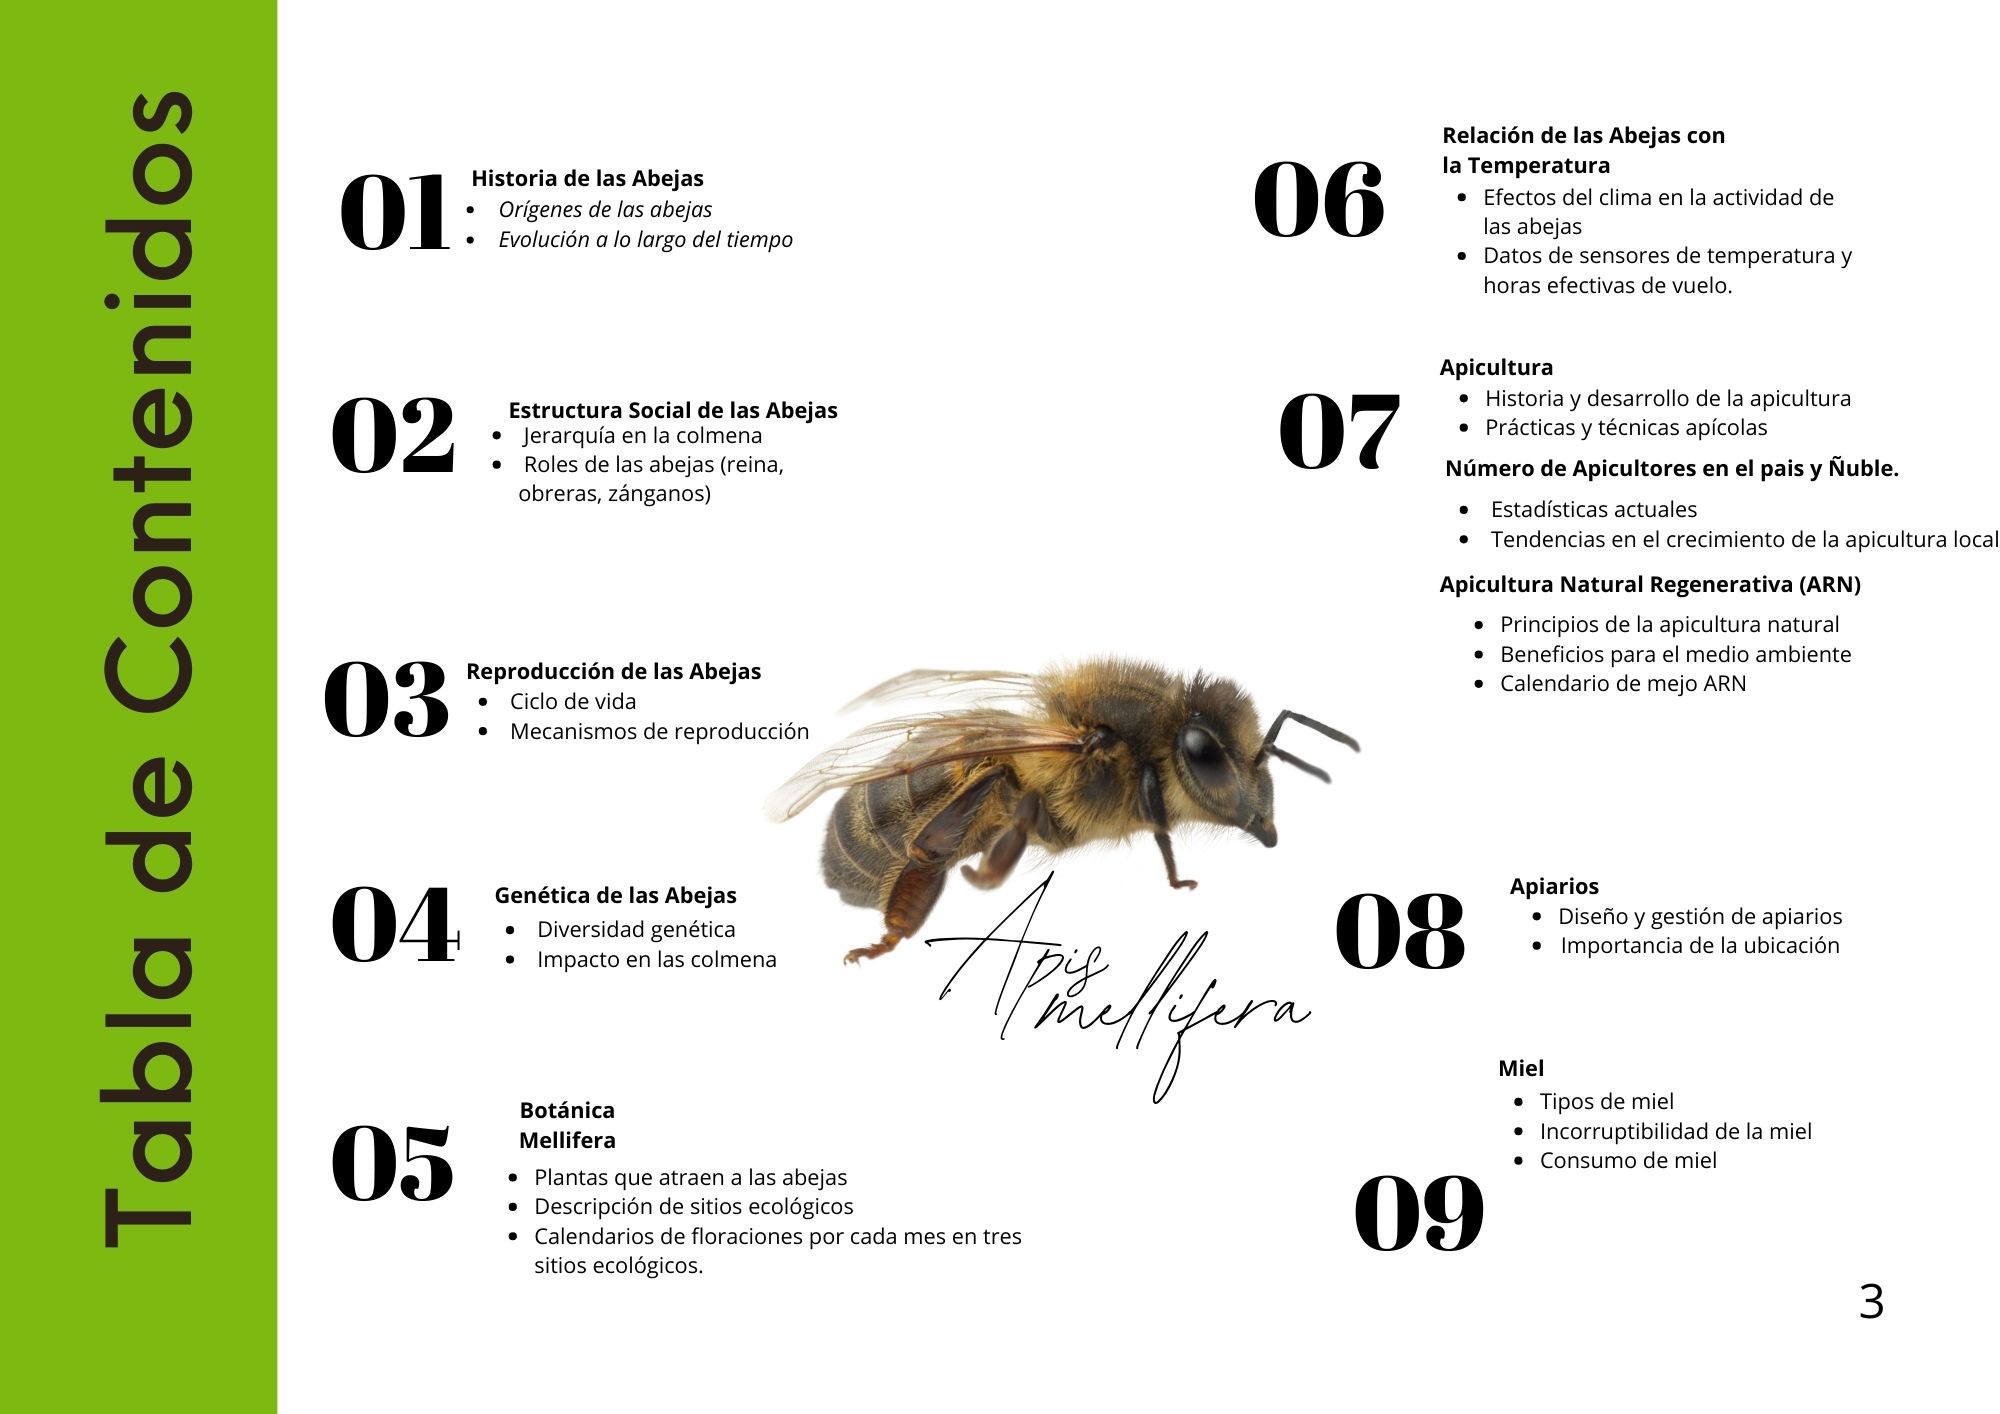 Tabla de Contenidos
01
Historia de las Abejas
Orígenes de las abejas
Evolución a lo largo del tiempo
02
Estructura Social de las Abejas
Jerarquía en la colmena
Roles de las abejas (reina,
obreras, zánganos)
03
Reproducción de las Abejas
Ciclo de vida
Mecanismos de reproducción
04
Genética de las Abejas
Diversidad genética
Impacto en las colmena
05
Botánica
Mellifera
Plantas que atraen a las abejas
Descripción de sitios ecológicos
Calendarios de floraciones por cada mes en tres
sitios ecológicos.
Apis
mellifera
06
Relación de las Abejas con
la Temperatura
Efectos del clima en la actividad de
las abejas
Datos de sensores de temperatura y
horas efectivas de vuelo.
07
Apicultura
Historia y desarrollo de la apicultura
Prácticas y técnicas apícolas
Número de Apicultores en el pais y Ñuble.
Estadísticas actuales
Tendencias en el crecimiento de la apicultura local
Apicultura Natural Regenerativa (ARN)
Principios de la apicultura natural
Beneficios para el medio ambiente
Calendario de mejo ARN
08
Apiarios
Diseño y gestión de apiarios
Importancia de la ubicación
09
Miel
Tipos de miel
Incorruptibilidad de la miel
Consumo de miel
3